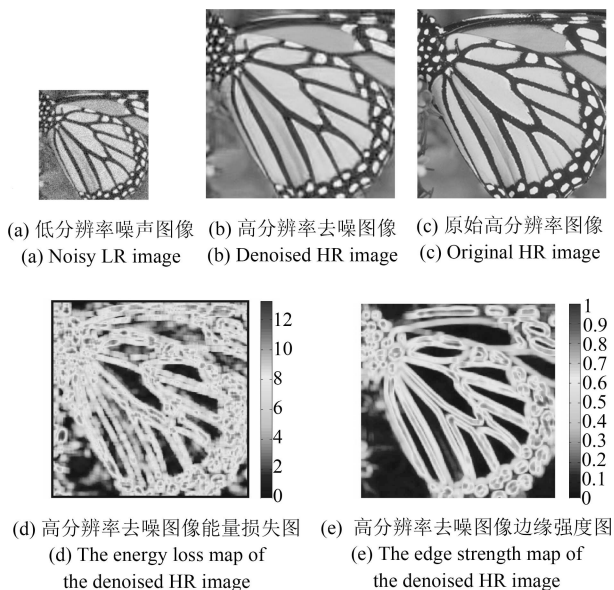 (a) 低分辨率噪声图像
(a) Noisy LR image
(b) 高分辨率去噪图像
(b) Denoised HR image
(c) 原始高分辨率图像
(c) Original HR image
12
10
8
6
4
2
0
1
0.9
0.8
0.7
0.6
0.5
0.4
0.3
0.2
0.1
0
(d) 高分辨率去噪图像能量损失图
(d) The energy loss map of
the denoised HR image
(e) 高分辨率去噪图像边缘强度图
(e) The edge strength map of
the denoised HR image